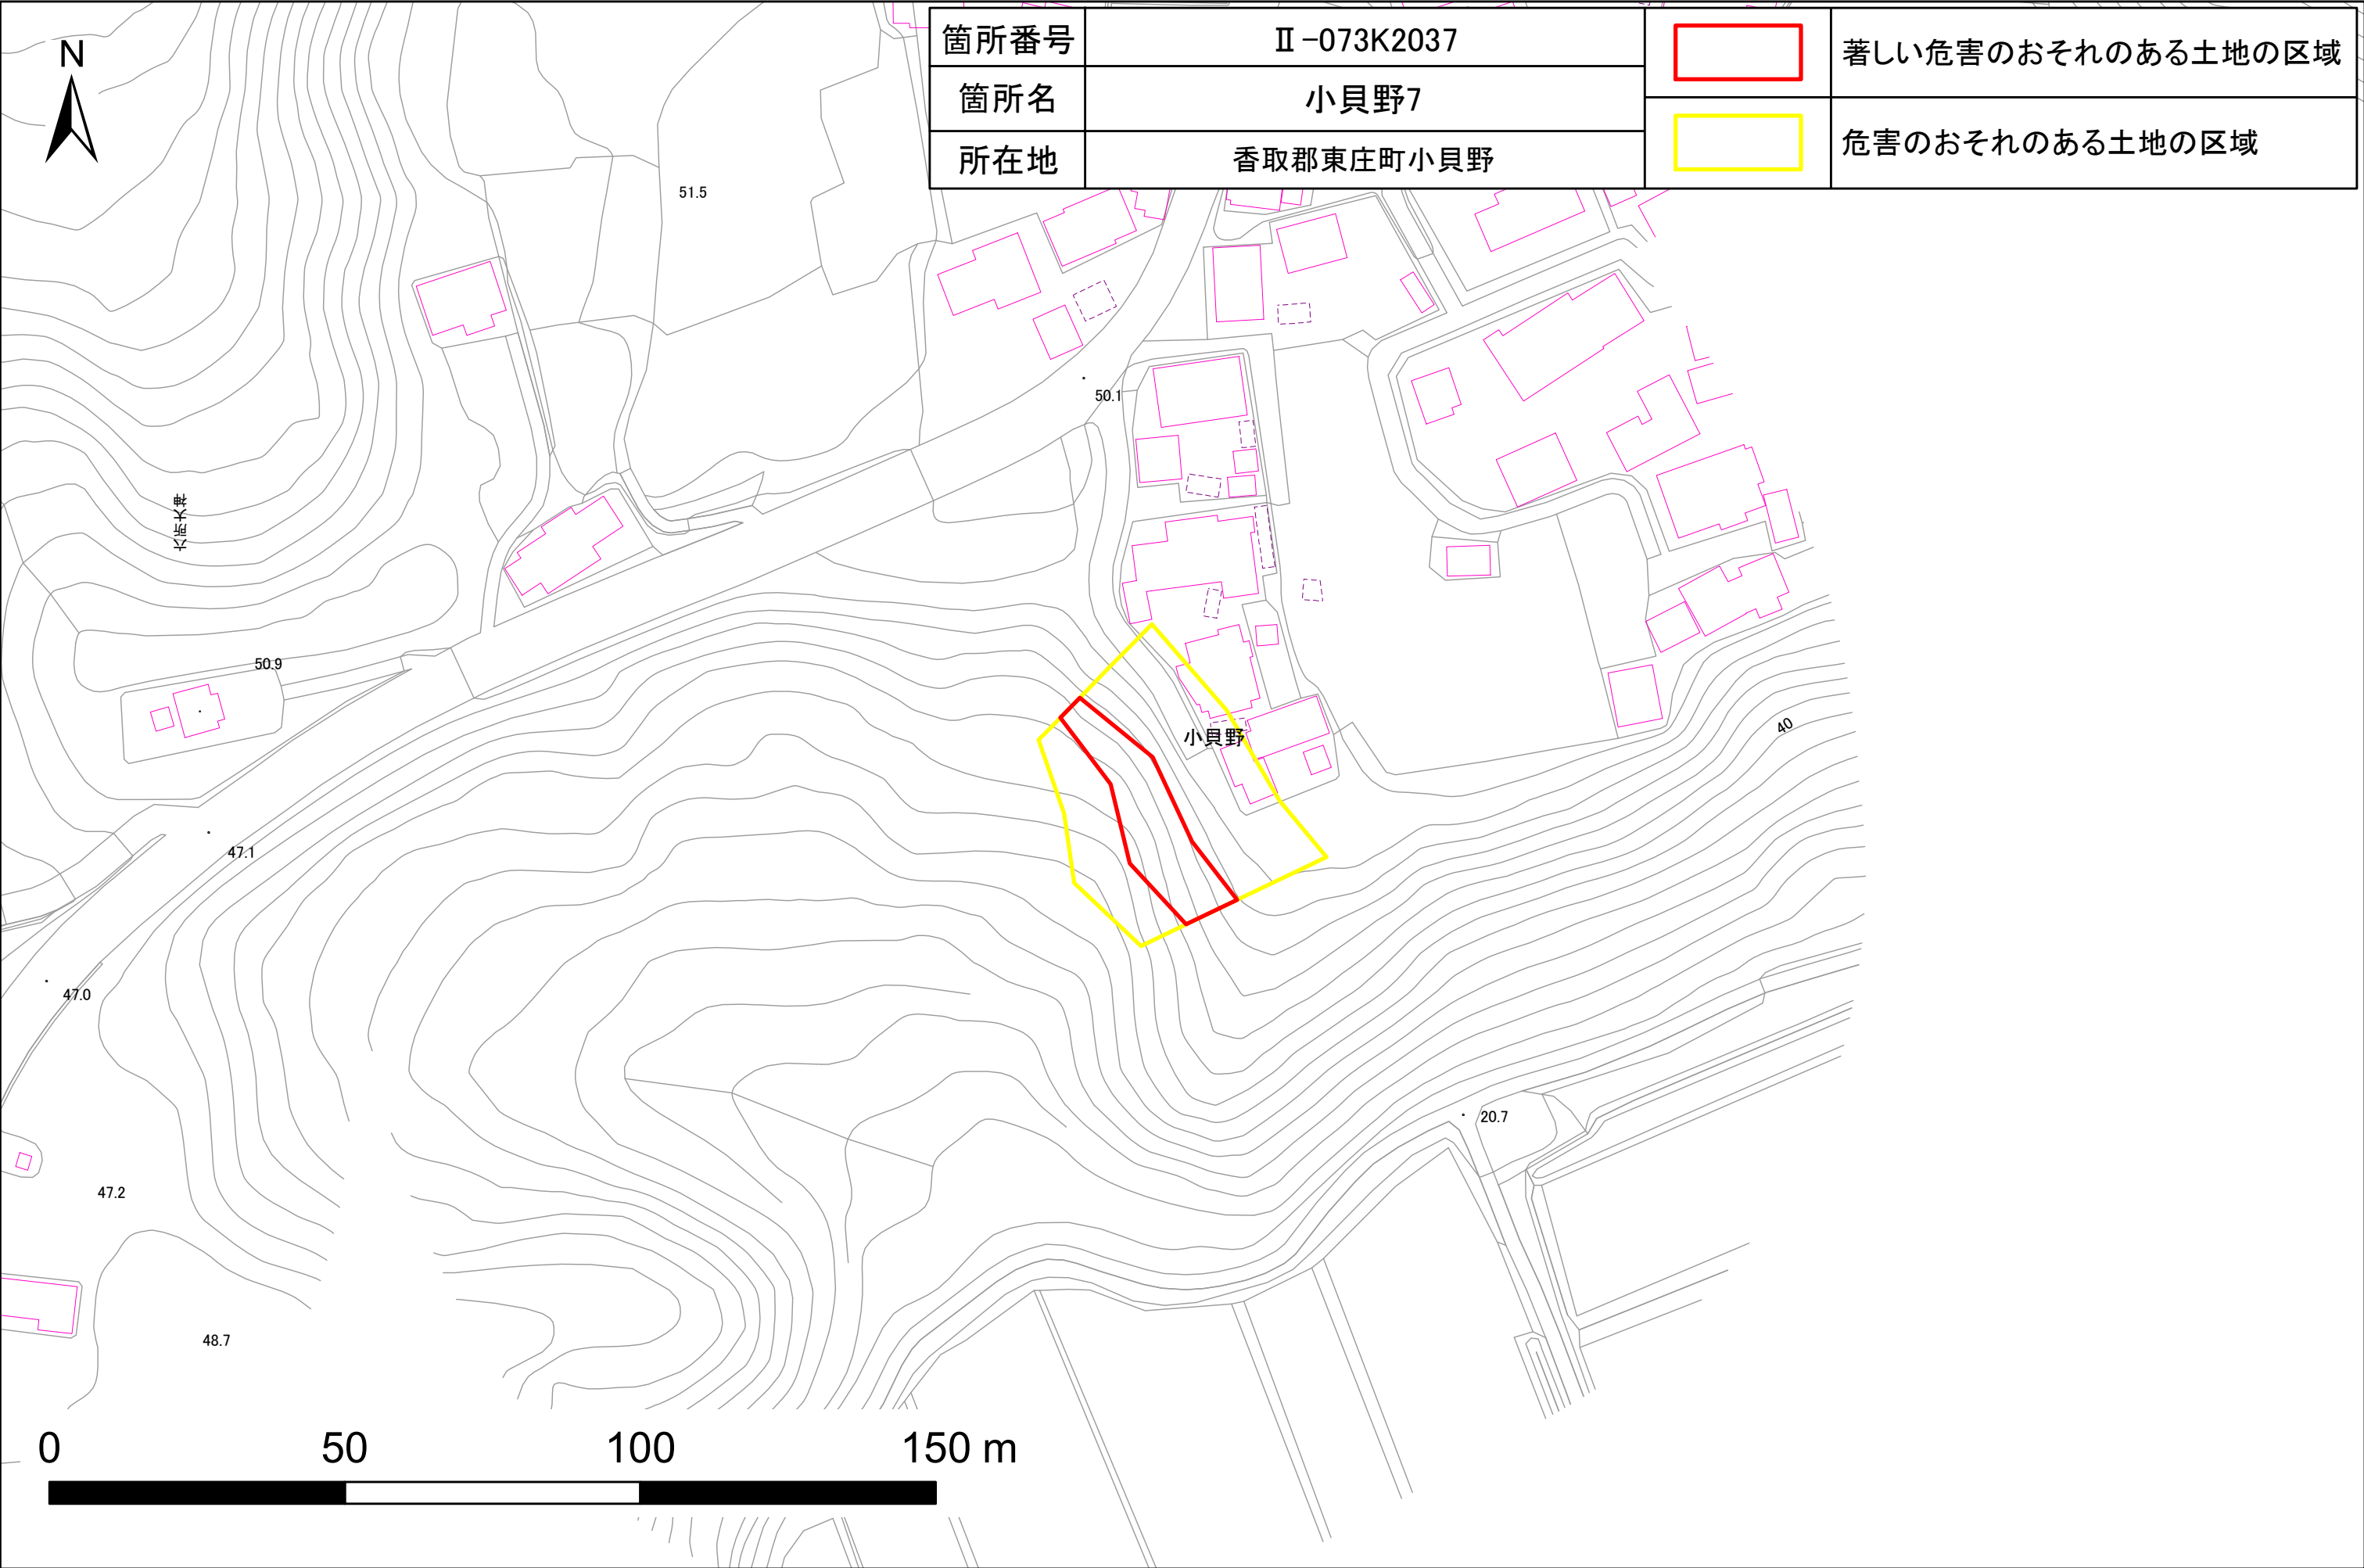 N
箇所番号 Ⅱ-073K2037
箇所名 小貝野7
所在地 香取郡東庄町小貝野
著しい危害のおそれのある土地の区域
危害のおそれのある土地の区域
51.5
50.1
六所大神
50.9
小貝野
40
47.1
47.0
20.7
47.2
48.7
0 50 100 150 m